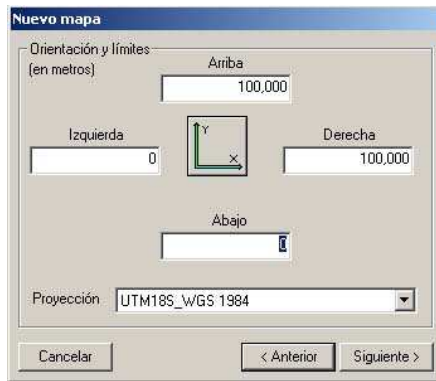 Nuevo mapa
Orientación y límites
(en metros)
Arriba
100,000
Izquierda
0
Y
X
Derecha
100,000
Abajo
0
Proyección
UTM18S_WGS 1984
Cancelar
< Anterior
Siguiente >